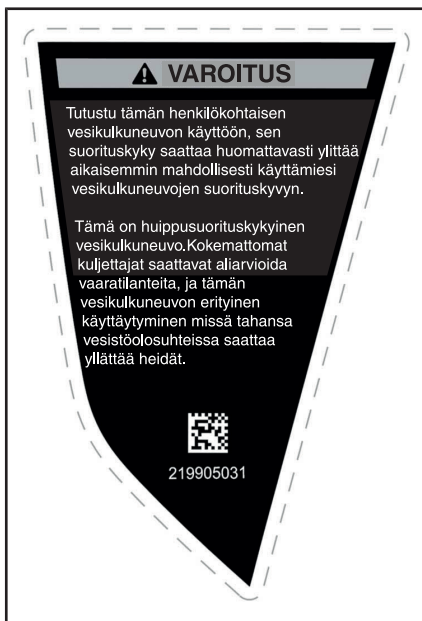 VAROITUS
Tutustu tämän henkilökohtaisen
vesikulkuneuvon käyttöön, sen
suorituskyky saattaa huomattavasti ylittää
aikaisemmin mahdollisesti käyttämiesi
vesikulkuneuvojen suorituskyvyn.
Tämä on huippusuorituskykyinen
vesikulkuneuvo.Kokemattomat
kuljettajat saattavat aliarvioida
vaaratilanteita, ja tämän
vesikulkuneuvon erityinen
käyttäytyminen missä tahansa
vesistöolosuhteissa saattaa
yllättää heidät.
219905031